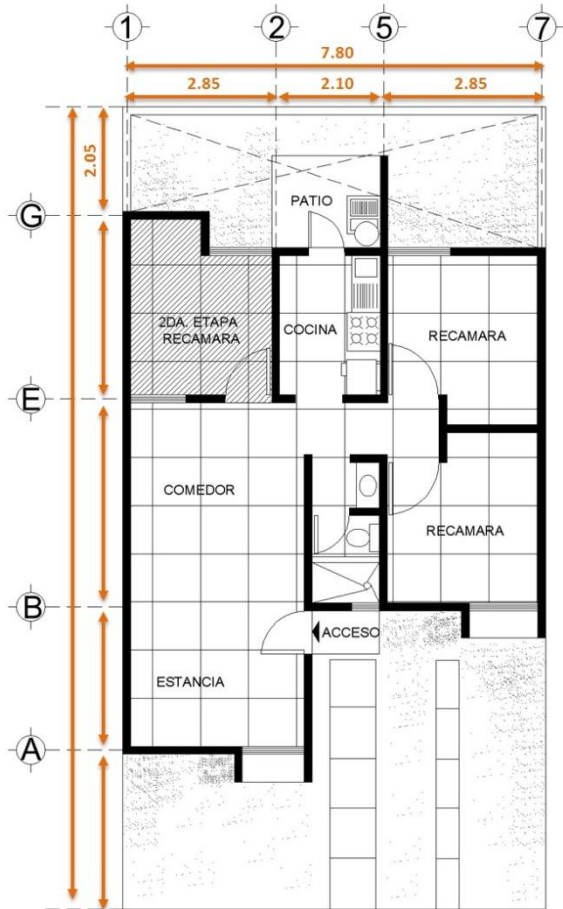 1
2
5
7
7.80
2.85
2.10
2.85
2.05
G
PATIO
2DA. ETAPA
RECAMARA
COCINA
RECAMARA
E
COMEDOR
RECAMARA
B
ACCESO
ESTANCIA
A